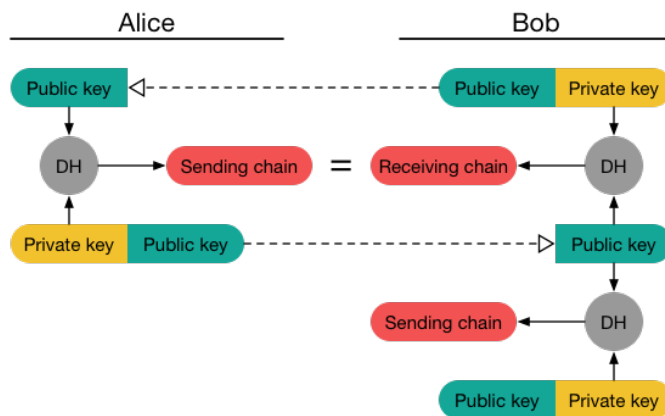 Alice
Bob
Public key
Public key
Private key
DH
Sending chain
=
Receiving chain
DH
Private key
Public key
Public key
Sending chain
DH
Public key
Private key